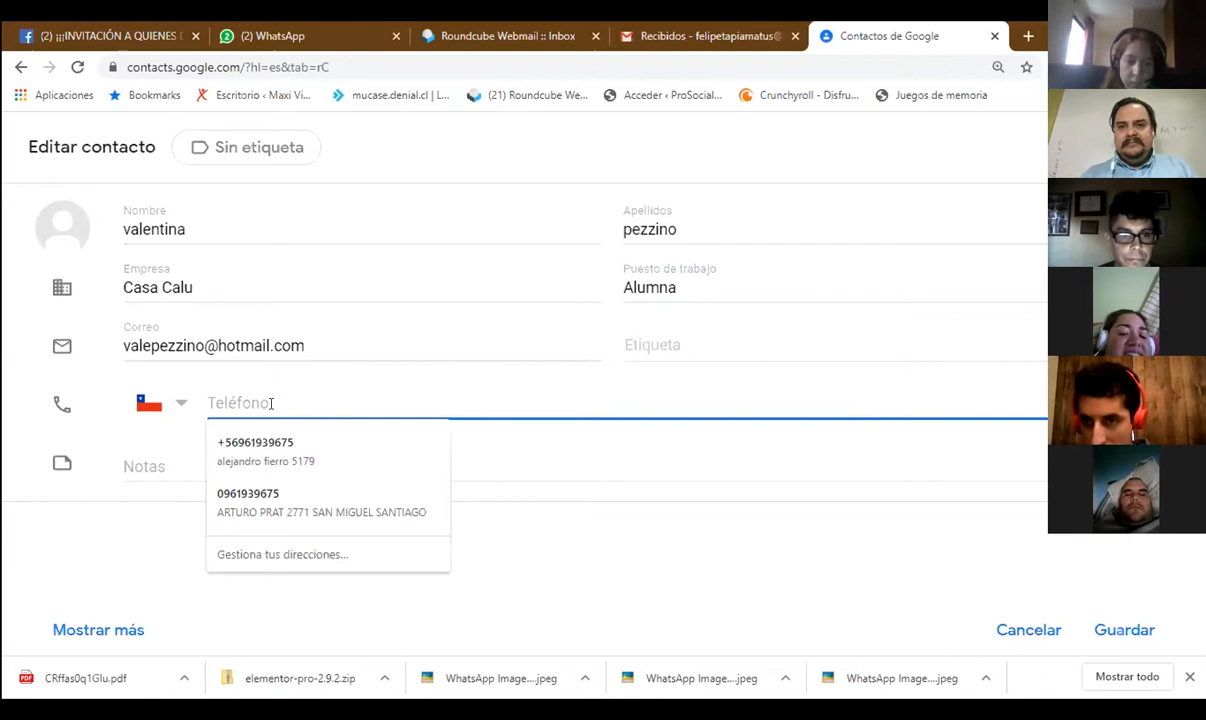 (2) ¡¡¡INVITACIÓN A QUIENES D
(2) WhatsApp
Roundcube Webmail :: Inbox
Recibidos - felipetapiamatus@
Contactos de Google
contacts.google.com/?hl=es&tab=rC
Aplicaciones
Bookmarks
Escritorio ‹ Maxi Vi...
mucase.denial.cl | L...
(21) Roundcube We...
Acceder ‹ ProSocial...
Crunchyroll - Disfru...
Juegos de memoria
Editar contacto
Sin etiqueta
Nombre
valentina
Apellidos
pezzino
Empresa
Casa Calu
Puesto de trabajo
Alumna
Correo
valepezzino@hotmail.com
Etiqueta
Teléfono
+56961939675
alejandro fierro 5179
0961939675
ARTURO PRAT 2771 SAN MIGUEL SANTIAGO
Gestiona tus direcciones...
Notas
Mostrar más
Cancelar
Guardar
CRffas0q1Glu.pdf
elementor-pro-2.9.2.zip
WhatsApp Image....jpeg
WhatsApp Image....jpeg
WhatsApp Image....jpeg
Mostrar todo